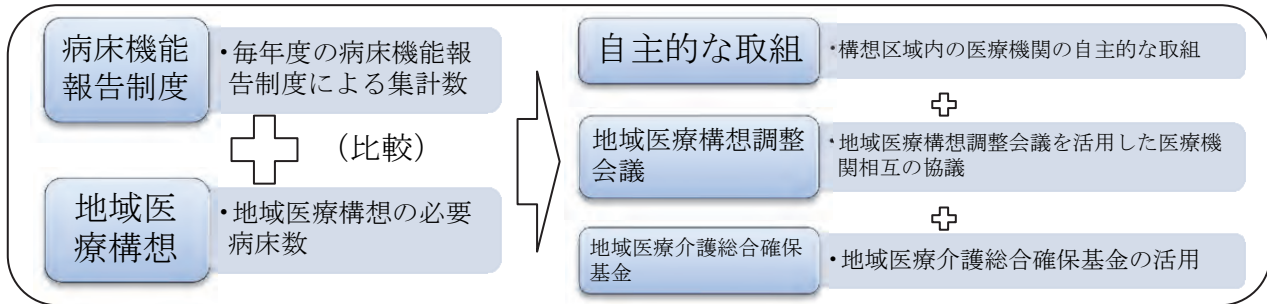 病床機能
報告制度
・毎年度の病床機能報
告制度による集計数
（比較）
地域医
療構想
・地域医療構想の必要
病床数
自主的な取組
・構想区域内の医療機関の自主的な取組
地域医療構想調整
会議
・地域医療構想調整会議を活用した医療機
関相互の協議
地域医療介護総合確保
基金
・地域医療介護総合確保基金の活用